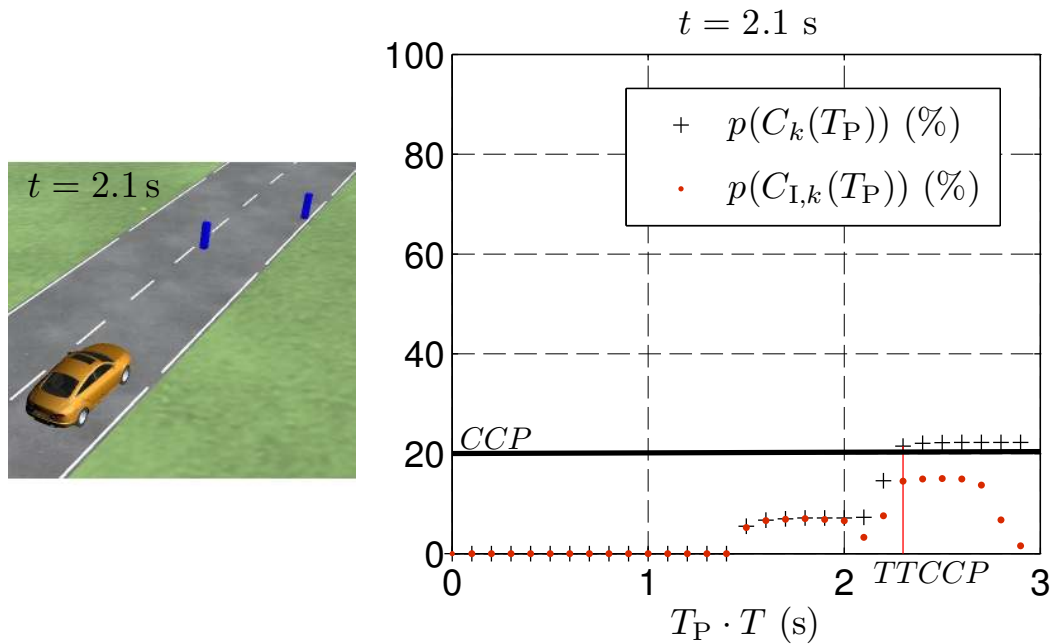 t = 2.1 s
t = 2.1 s
100
80
60
40
20
0
p(C_k(T_P)) (%)
p(C_{I,k}(T_P)) (%)
CCP
TTCCP
0 1 2 3
T_P · T (s)